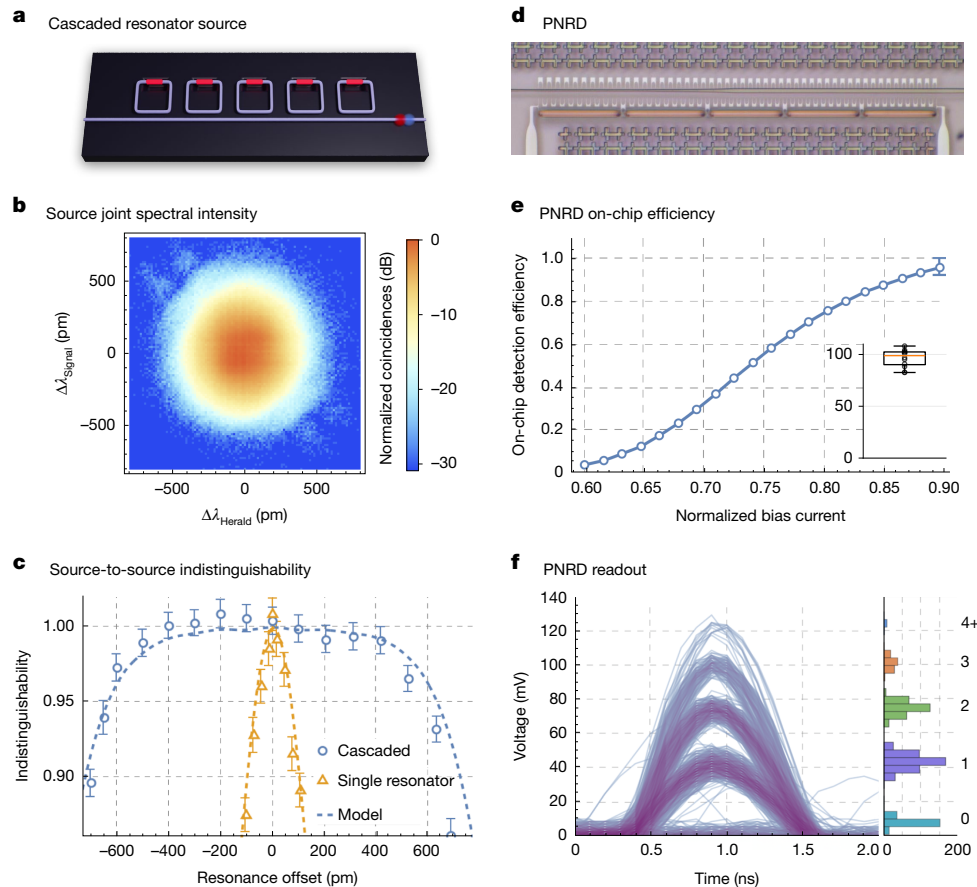 a Cascaded resonator source
b Source joint spectral intensity
500
0
−500
Δλ_Signal (pm)
−500 0 500
Δλ_Herald (pm)
0
−10
−20
−30
Normalized coincidences (dB)
c Source-to-source indistinguishability
1.00
0.95
0.90
Indistinguishability
Cascaded
Single resonator
Model
−600 −400 −200 0 200 400 600
Resonance offset (pm)
d PNRD
e PNRD on-chip efficiency
1.0
0.8
0.6
0.4
0.2
0
On-chip detection efficiency
100
50
0
0.60 0.65 0.70 0.75 0.80 0.85 0.90
Normalized bias current
f PNRD readout
140
120
100
80
60
40
20
0
Voltage (mV)
0 0.5 1.0 1.5 2.0
Time (ns)
4+
3
2
1
0
0 200